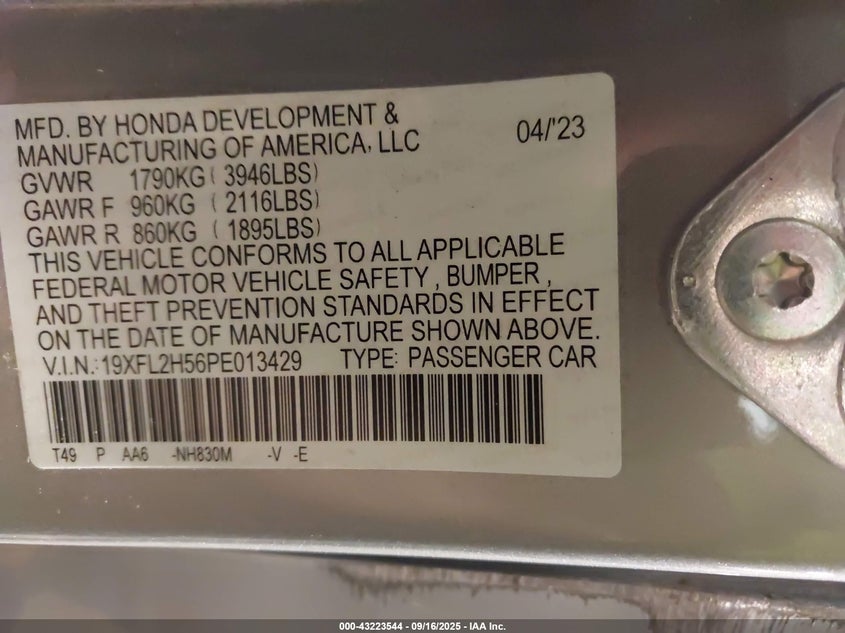 MFD. BY HONDA DEVELOPMENT &
MANUFACTURING OF AMERICA, LLC 04/'23
GVWR 1790KG ( 3946LBS)
GAWR F 960KG ( 2116LBS)
GAWR R 860KG ( 1895LBS)
THIS VEHICLE CONFORMS TO ALL APPLICABLE
FEDERAL MOTOR VEHICLE SAFETY , BUMPER ,
AND THEFT PREVENTION STANDARDS IN EFFECT
ON THE DATE OF MANUFACTURE SHOWN ABOVE.
V.I.N.:19XFL2H56PE013429 TYPE: PASSENGER CAR
T49 P AA6 -NH830M -V -E
000-43223544 - 09/16/2025 - IAA Inc.